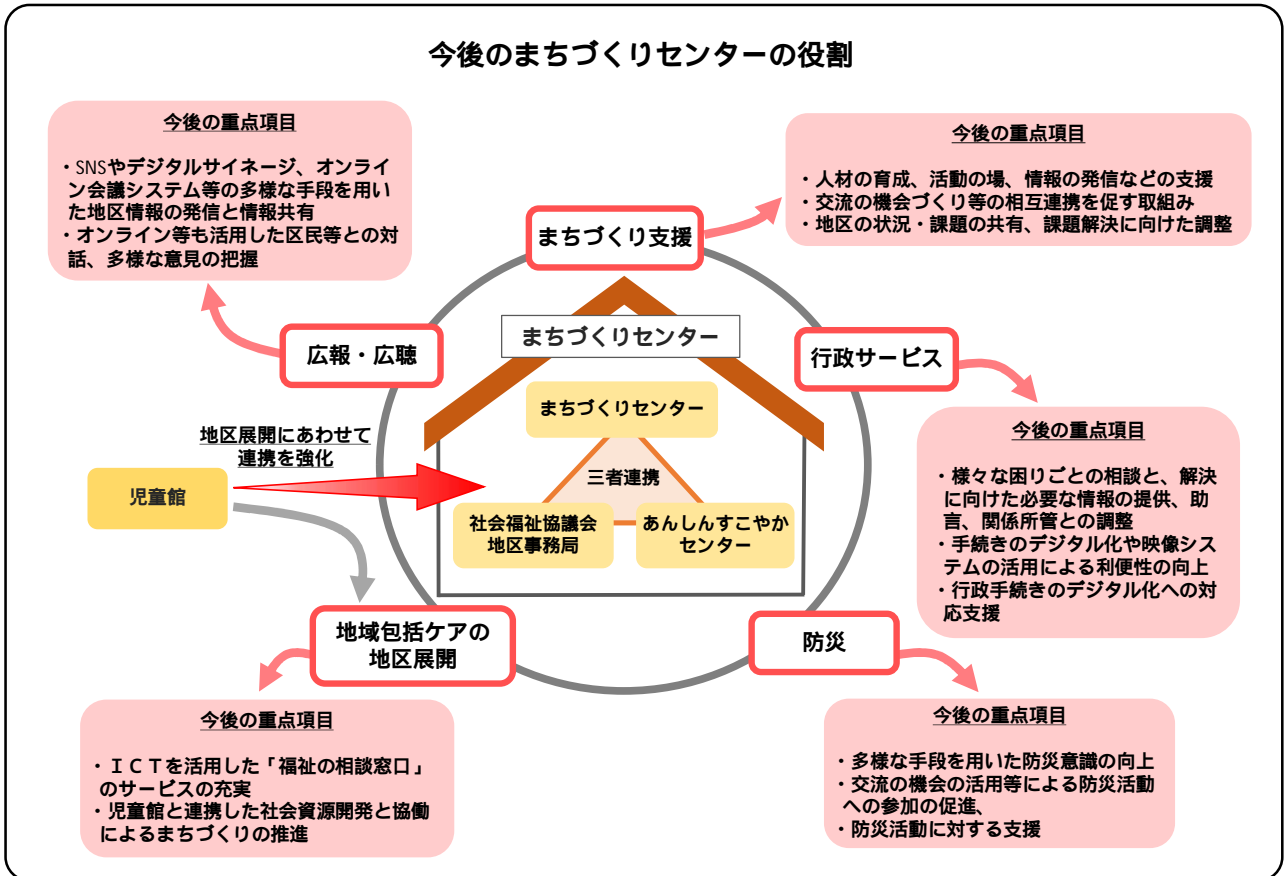 今後のまちづくりセンターの役割
今後の重点項目
・SNSやデジタルサイネージ、オンライ
ン会議システム等の多様な手段を用い
た地区情報の発信と情報共有
・オンライン等も活用した区民等との対
話、多様な意見の把握
今後の重点項目
・人材の育成、活動の場、情報の発信などの支援
・交流の機会づくり等の相互連携を促す取組み
・地区の状況・課題の共有、課題解決に向けた調整
まちづくり支援
広報・広聴
まちづくりセンター
行政サービス
まちづくりセンター
三者連携
社会福祉協議会
地区事務局
あんしんすこやか
センター
地区展開にあわせて
連携を強化
児童館
今後の重点項目
・様々な困りごとの相談と、解決
に向けた必要な情報の提供、助
言、関係所管との調整
・手続きのデジタル化や映像シス
テムの活用による利便性の向上
・行政手続きのデジタル化への対
応支援
地域包括ケアの
地区展開
防災
今後の重点項目
・ＩＣＴを活用した「福祉の相談窓口」
のサービスの充実
・児童館と連携した社会資源開発と協働
によるまちづくりの推進
今後の重点項目
・多様な手段を用いた防災意識の向上
・交流の機会の活用等による防災活動
への参加の促進、
・防災活動に対する支援